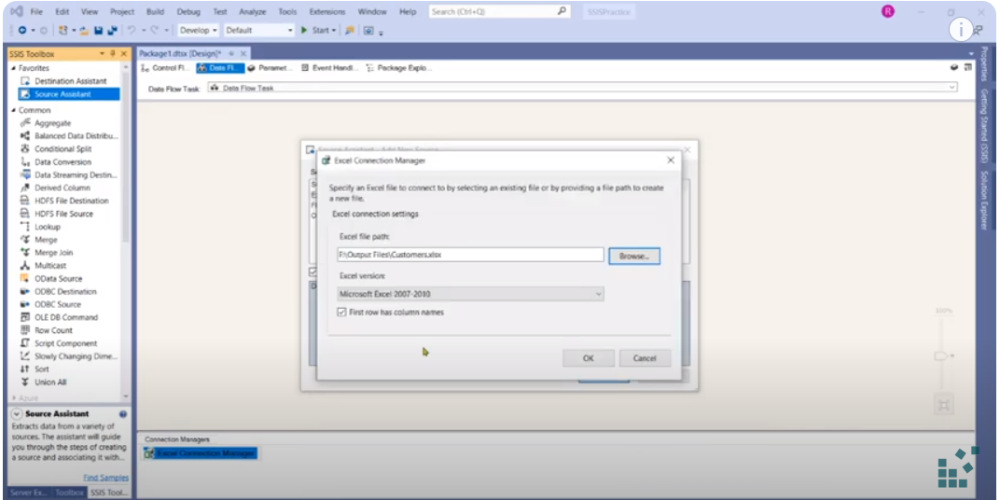 File Edit View Project Build Debug Test Analyze Tools Extensions Window Help Search (Ctrl+Q) SSISPractice R
Develop Default Start
SSIS Toolbox
Package1.dtsx [Design]*
Favorites
Control Fl... Data Fl... Paramet... Event Handl... Package Explo...
Destination Assistant
Source Assistant
Data Flow Task: Data Flow Task
Common
Aggregate
Balanced Data Distribu...
Conditional Split
Data Conversion
Data Streaming Destin...
Derived Column
HDFS File Destination
HDFS File Source
Lookup
Merge
Merge Join
Multicast
OData Source
ODBC Destination
ODBC Source
OLE DB Command
Row Count
Script Component
Slowly Changing Dime...
Sort
Union All
Azure
Source Assistant
Extracts data from a variety of
sources. The assistant will guide
you through the steps of creating
a source and associating it with...
Find Samples
Server Ex... Toolbox SSIS Tool...
Source Assistant - Add New Source
Excel Connection Manager
Specify an Excel file to connect to by selecting an existing file or by providing a file path to create
a new file.
Excel connection settings
Excel file path:
F:\Output Files\Customers.xlsx
Browse...
Excel version:
Microsoft Excel 2007-2010
First row has column names
OK Cancel
100%
Connection Managers
Excel Connection Manager
Properties
Getting Started (SSIS)
Solution Explorer